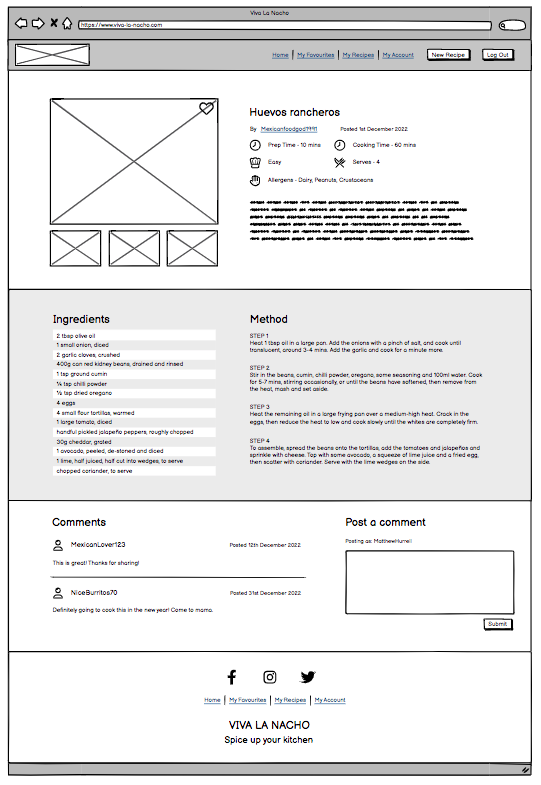 Viva La Nacho
https://www.viva-la-nacho.com
Home | My Favourites | My Recipes | My Account New Recipe Log Out
Huevos rancheros
By Mexicanfoodgod Posted 1st December 2022
Prep Time - 10 mins Cooking Time - 60 mins
Easy Serves - 4
Allergens - Dairy, Peanuts, Crustaceans
Ingredients
2 tbsp olive oil
1 small onion, diced
2 garlic cloves, crushed
400g can red kidney beans, drained and rinsed
1 tsp ground cumin
¼ tsp chilli powder
¼ tsp dried oregano
4 eggs
4 small flour tortillas, warmed
1 large tomato, diced
handful pickled jalapeño peppers, roughly chopped
30g cheddar, grated
1 avocado, peeled, de-stoned and diced
1 lime, half juiced, half cut into wedges, to serve
chopped coriander, to serve
Method
STEP 1
Heat 1 tbsp oil in a large pan. Add the onions with a pinch of salt, and cook until
translucent, around 3-4 mins. Add the garlic and cook for a minute more.
STEP 2
Stir in the beans, cumin, chilli powder, oregano, some seasoning and 100ml water. Cook
for 5-7 mins, stirring occasionally, or until the beans have softened, then remove from
the heat, mash and set aside.
STEP 3
Heat the remaining oil in a large frying pan over a medium-high heat. Crack in the
eggs, then reduce the heat to low and cook slowly until the whites are completely firm.
STEP 4
To assemble, spread the beans onto the tortillas; add the tomatoes and jalapeños and
sprinkle with cheese. Top with some avocado, a squeeze of lime juice and a fried egg,
then scatter with coriander. Serve with the lime wedges on the side.
Comments
MexicanLover123 Posted 12th December 2022
This is great! Thanks for sharing!
NiceBurritos70 Posted 31st December 2022
Definitely going to cook this in the new year! Come to mama.
Post a comment
Posting as: MatthewHurrell
Submit
Home | My Favourites | My Recipes | My Account
VIVA LA NACHO
Spice up your kitchen